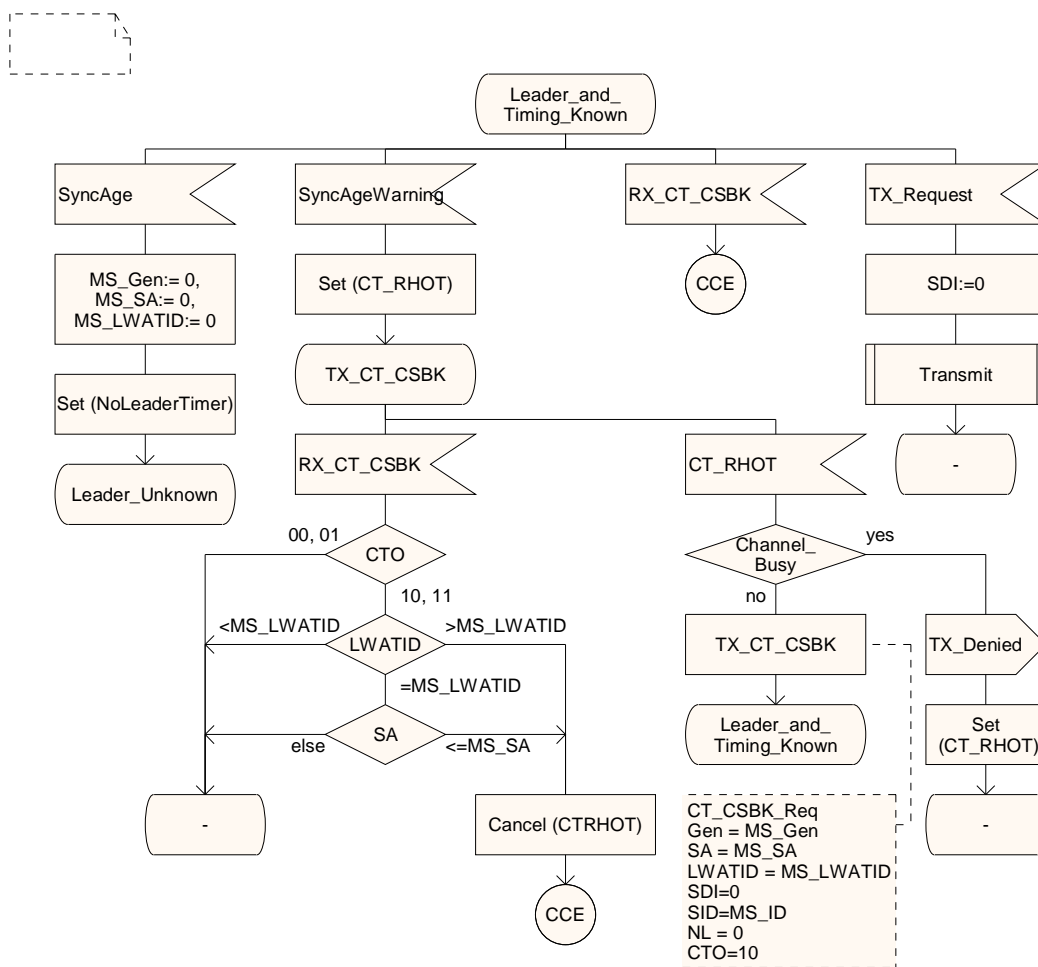 Leader_and_
Timing_Known
SyncAge
SyncAgeWarning
RX_CT_CSBK
TX_Request
MS_Gen:= 0,
MS_SA:= 0,
MS_LWATID:= 0
Set (CT_RHOT)
CCE
SDI:=0
Set (NoLeaderTimer)
TX_CT_CSBK
Transmit
Leader_Unknown
RX_CT_CSBK
CT_RHOT
-
00, 01
CTO
10, 11
Channel_
Busy
yes
no
<MS_LWATID
LWATID
>MS_LWATID
=MS_LWATID
TX_CT_CSBK
TX_Denied
else
SA
<=MS_SA
Leader_and_
Timing_Known
Set
(CT_RHOT)
-
Cancel (CTRHOT)
CCE
CT_CSBK_Req
Gen = MS_Gen
SA = MS_SA
LWATID = MS_LWATID
SDI=0
SID=MS_ID
NL = 0
CTO=10
-